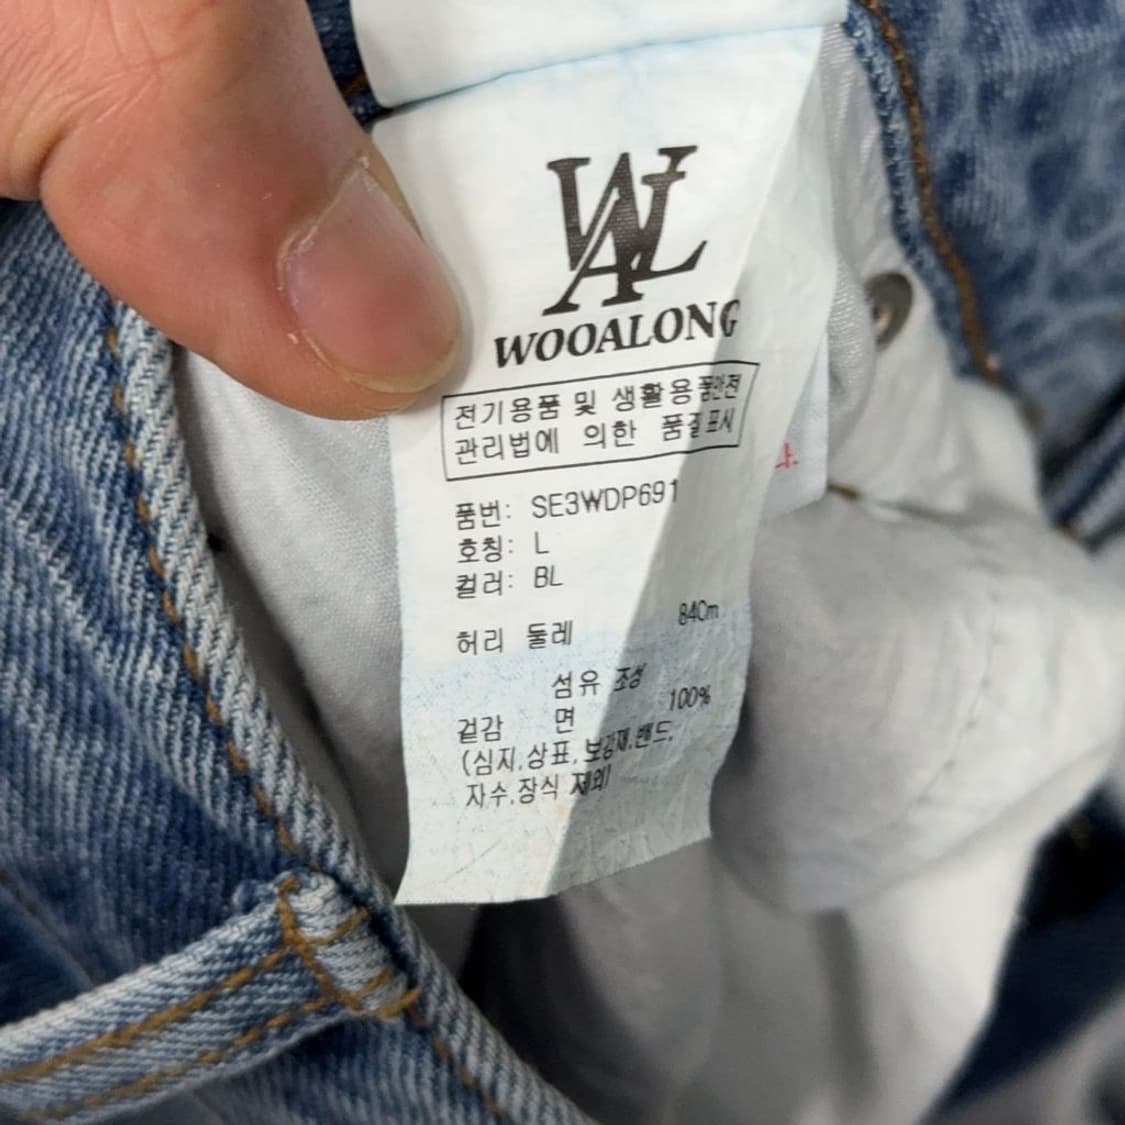 WAL
WOOALONG
전기용품 및 생활용품안전
관리법에 의한 품질표시
품번: SE3WDP691
호칭: L
컬러: BL
허리 둘레 84Cm
섬유 조성
겉감 면 100%
(심지,상표,보강재,밴드,
자수,장식 제외)